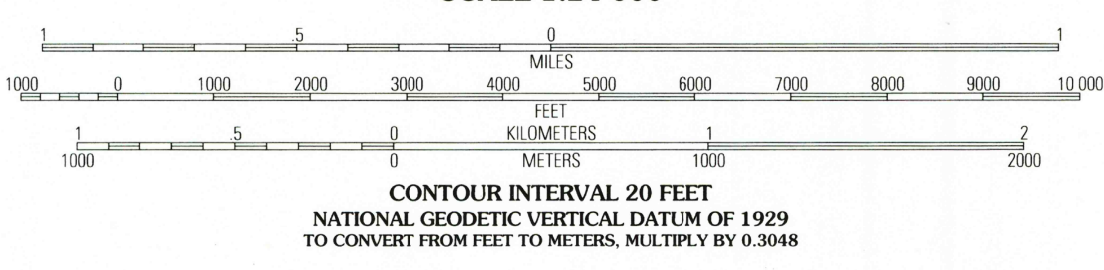 1 .5 0 1
MILES
1000 0 1000 2000 3000 4000 5000 6000 7000 8000 9000 10 000
FEET
1 .5 0 KILOMETERS 1 2
1000 0 METERS 1000 2000
CONTOUR INTERVAL 20 FEET
NATIONAL GEODETIC VERTICAL DATUM OF 1929
TO CONVERT FROM FEET TO METERS, MULTIPLY BY 0.3048